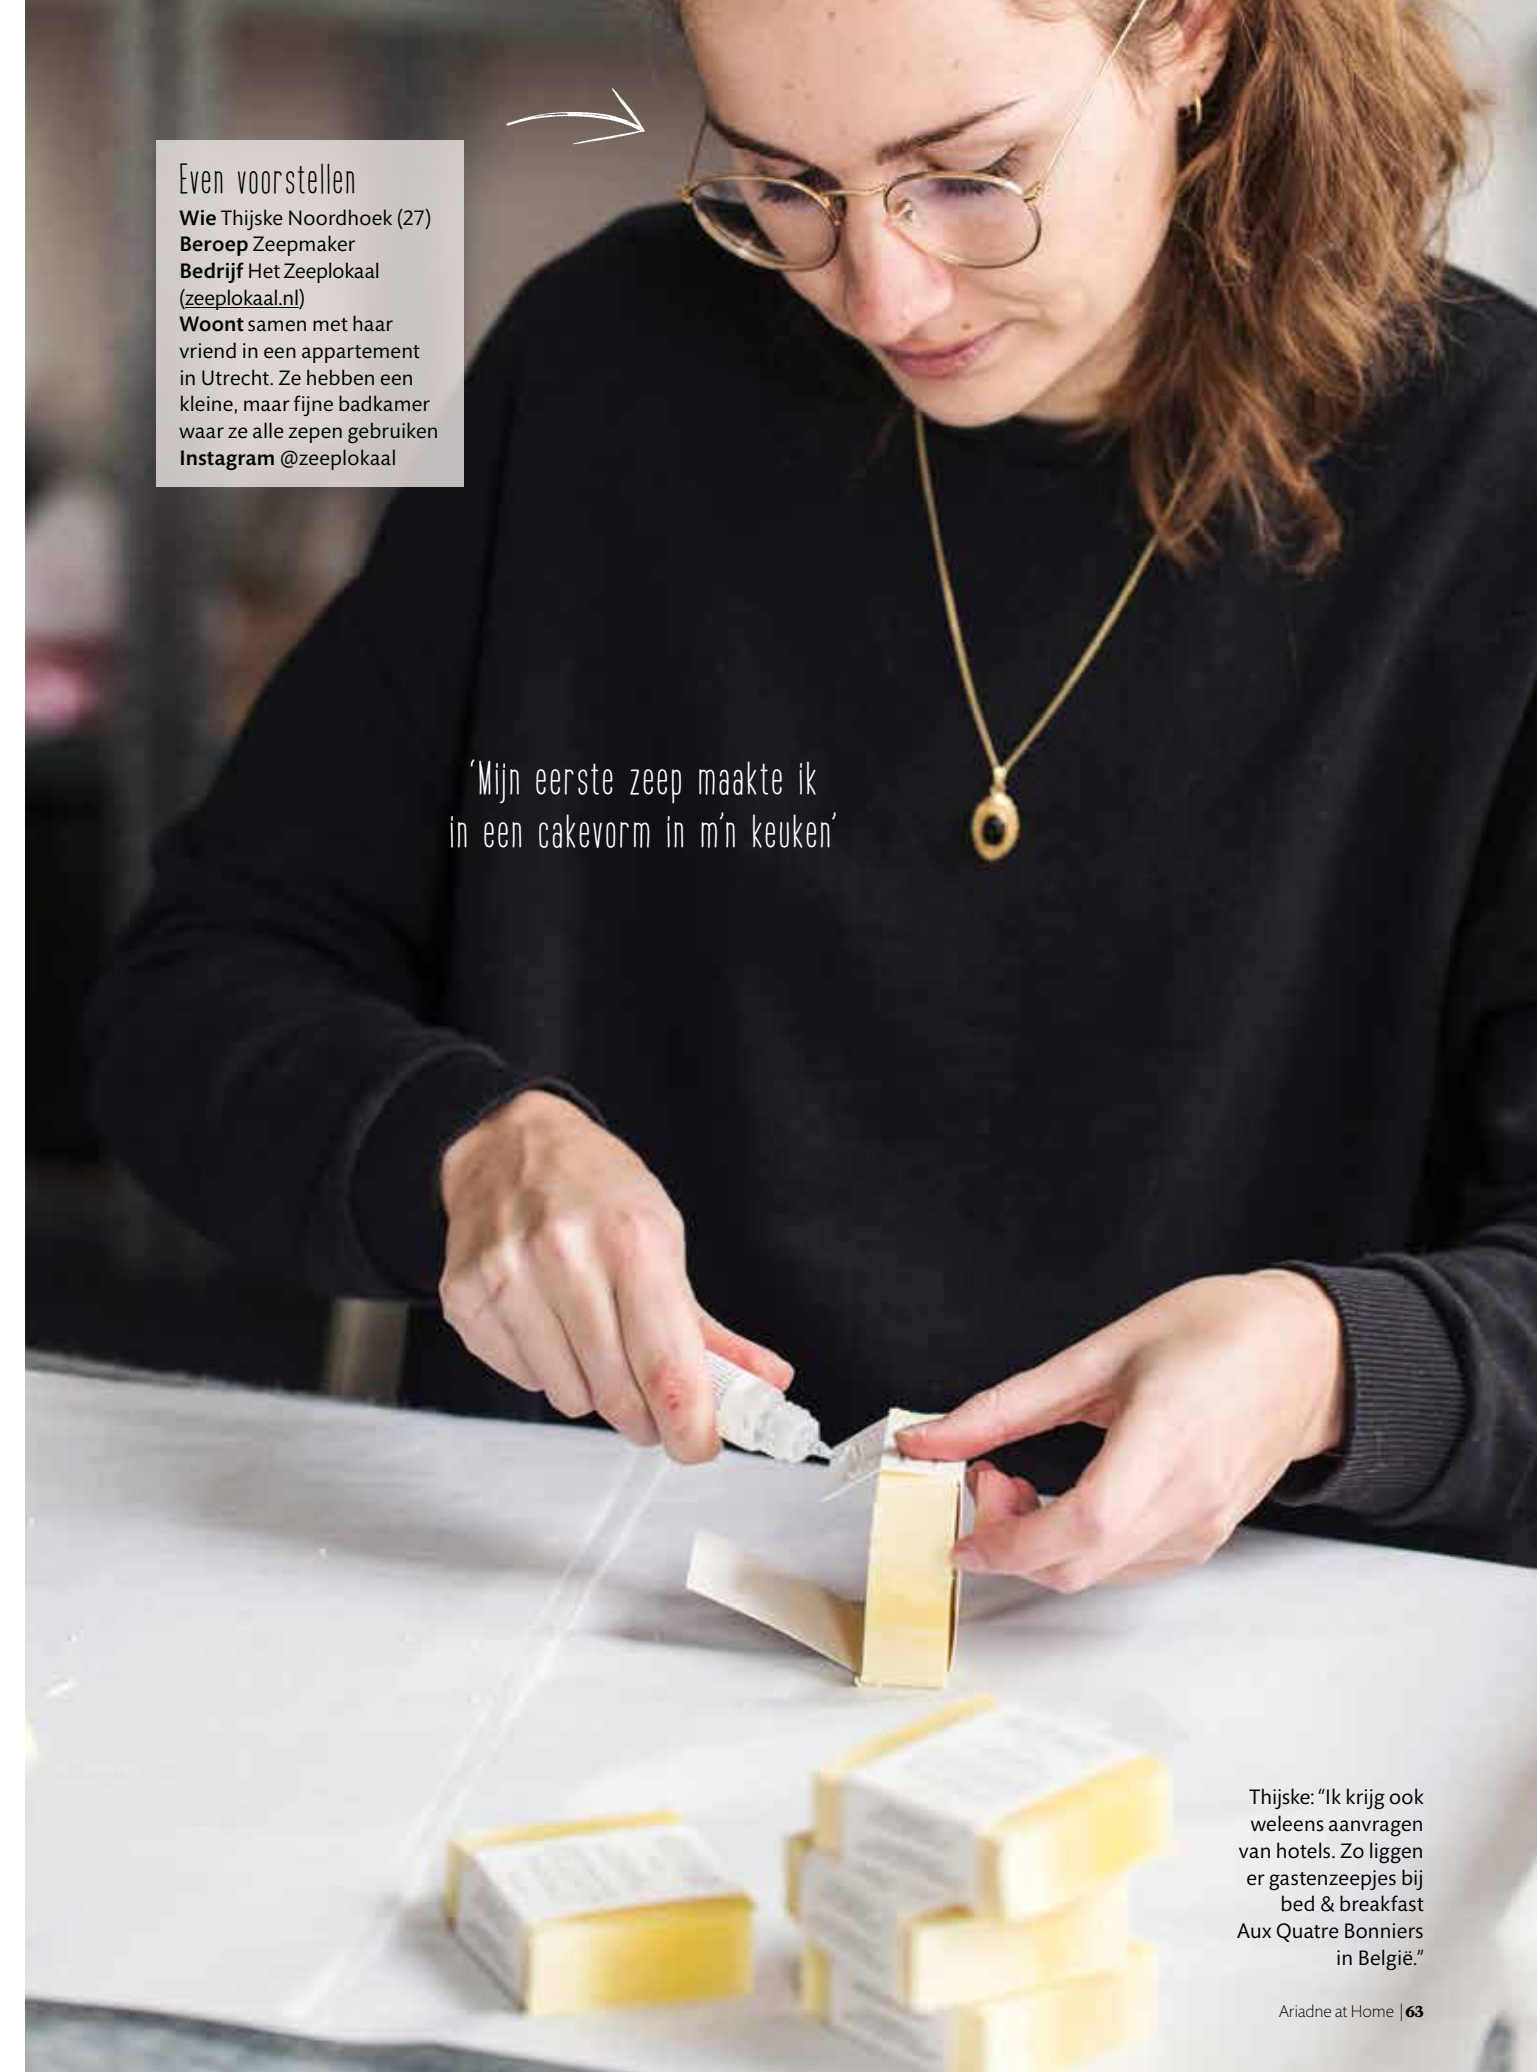 Even voorstellen
Wie Thijske Noordhoek (27)
Beroep Zeepmaker
Bedrijf Het Zeeplokaal
(zeeplokaal.nl)
Woont samen met haar
vriend in een appartement
in Utrecht. Ze hebben een
kleine, maar fijne badkamer
waar ze alle zepen gebruiken
Instagram @zeeplokaal
‘Mijn eerste zeep maakte ik
in een cakevorm in m’n keuken’
Thijske: “Ik krijg ook
weleens aanvragen
van hotels. Zo liggen
er gastenzeepjes bij
bed & breakfast
Aux Quatre Bonniers
in België.”
Ariadne at Home | 63